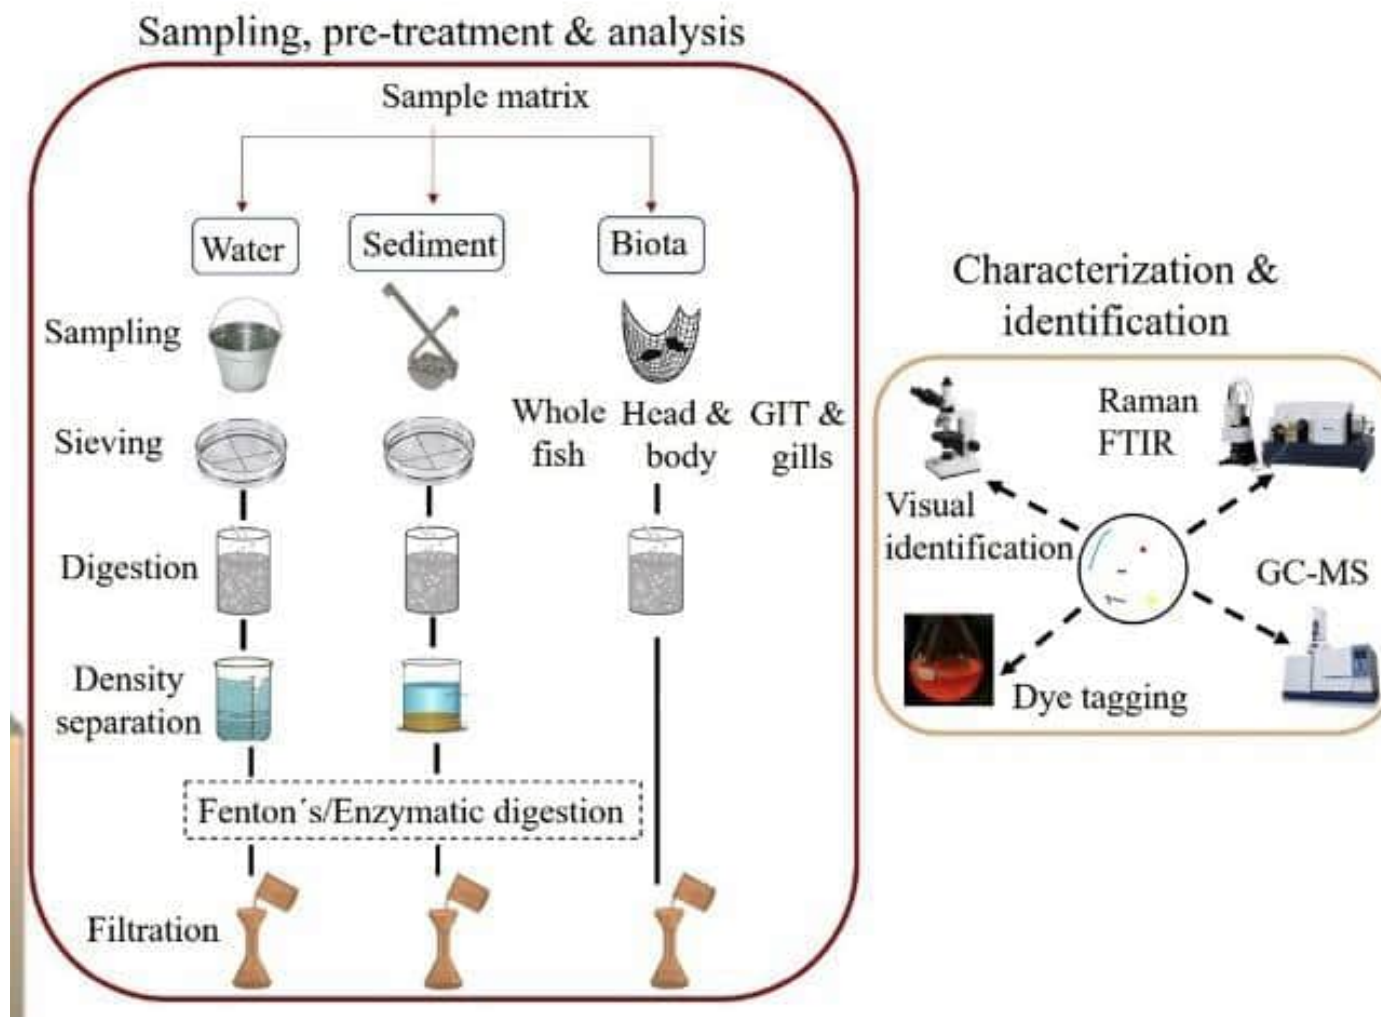 Sampling, pre-treatment & analysis
Sample matrix
Water
Sediment
Biota
Sampling
Sieving
Whole
fish
Head &
body
GIT &
gills
Digestion
Density
separation
Fenton´s/Enzymatic digestion
Filtration
Characterization &
identification
Raman
FTIR
Visual
identification
GC-MS
Dye tagging